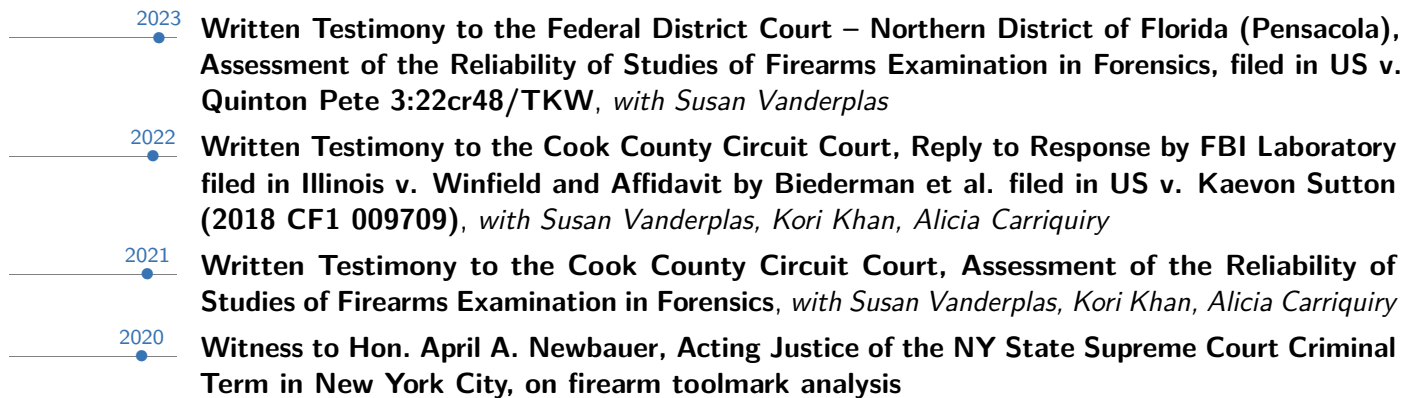 2023
Written Testimony to the Federal District Court – Northern District of Florida (Pensacola),
Assessment of the Reliability of Studies of Firearms Examination in Forensics, filed in US v.
Quinton Pete 3:22cr48/TKW, with Susan Vanderplas
2022
Written Testimony to the Cook County Circuit Court, Reply to Response by FBI Laboratory
filed in Illinois v. Winfield and Affidavit by Biederman et al. filed in US v. Kaevon Sutton
(2018 CF1 009709), with Susan Vanderplas, Kori Khan, Alicia Carriquiry
2021
Written Testimony to the Cook County Circuit Court, Assessment of the Reliability of
Studies of Firearms Examination in Forensics, with Susan Vanderplas, Kori Khan, Alicia Carriquiry
2020
Witness to Hon. April A. Newbauer, Acting Justice of the NY State Supreme Court Criminal
Term in New York City, on firearm toolmark analysis